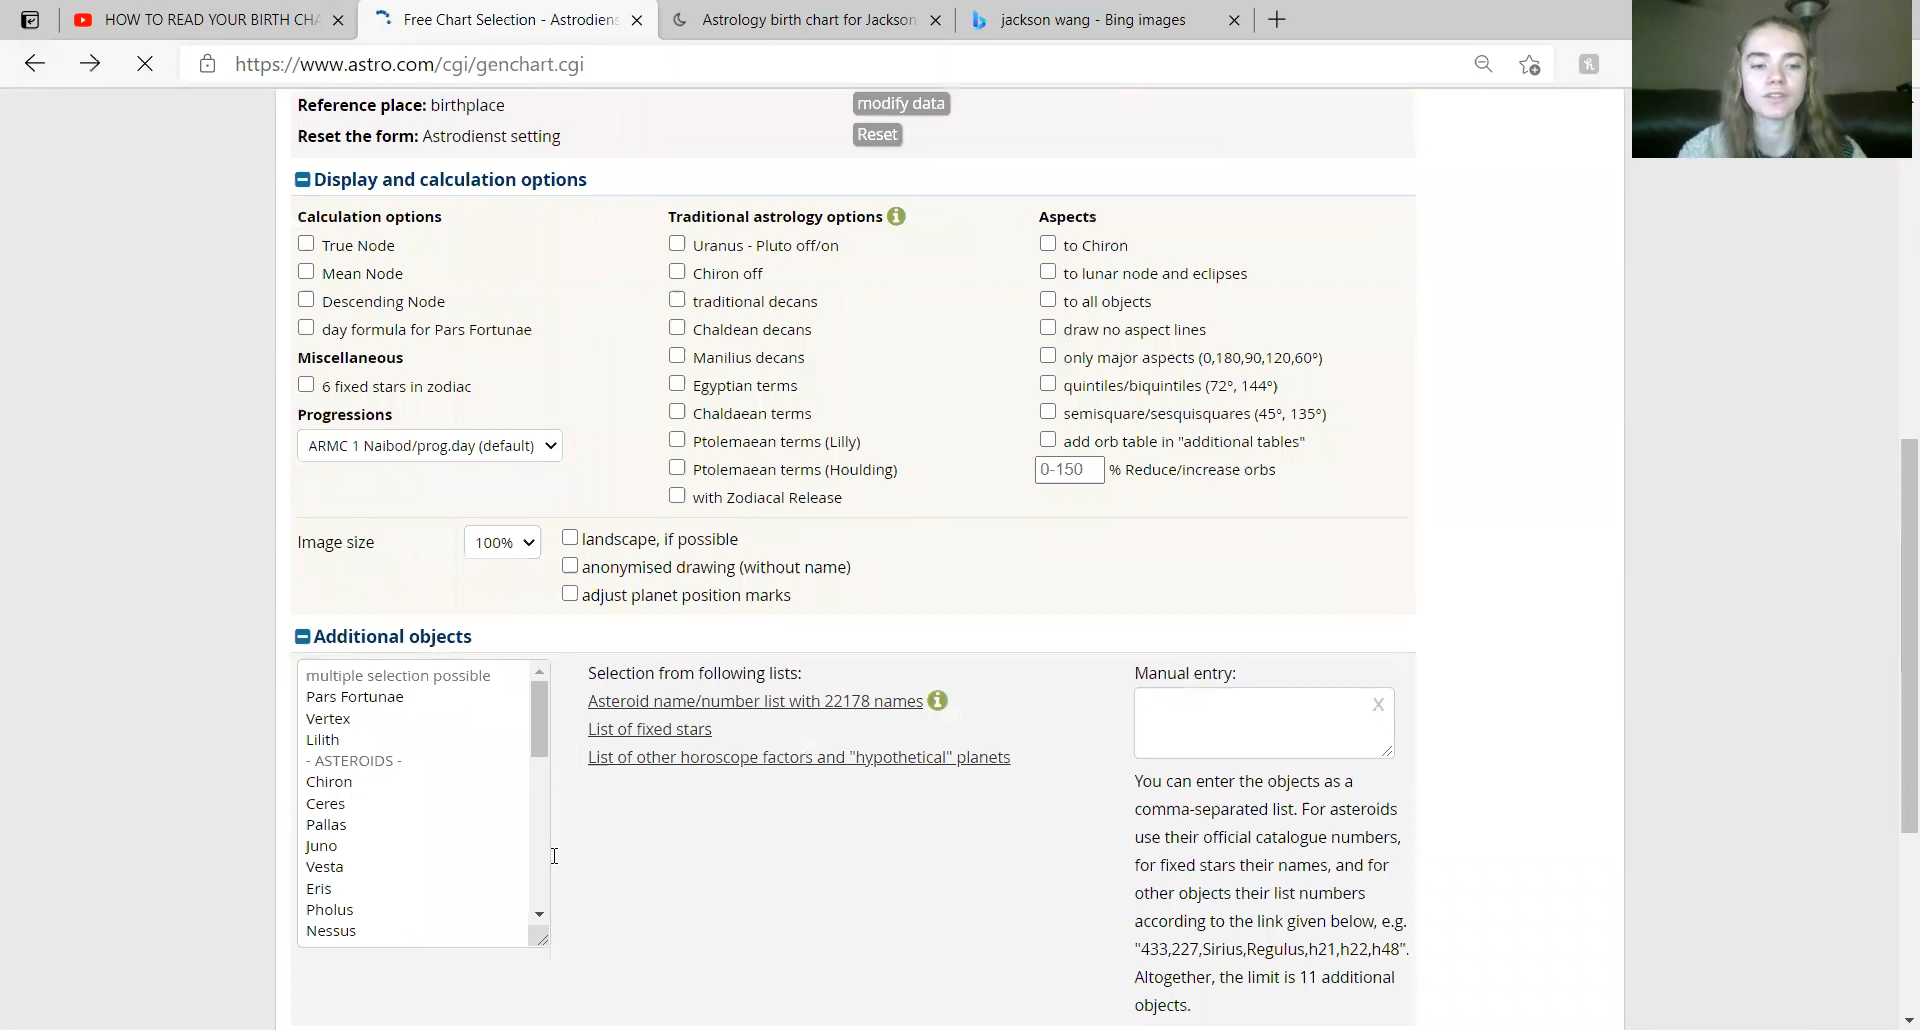 HOW TO READ YOUR BIRTH CHA
Free Chart Selection - Astrodiens
Astrology birth chart for Jackson
jackson wang - Bing images
https://www.astro.com/cgi/genchart.cgi
Reference place: birthplace
modify data
Reset the form: Astrodienst setting
Reset
Display and calculation options
Calculation options
True Node
Mean Node
Descending Node
day formula for Pars Fortunae
Miscellaneous
6 fixed stars in zodiac
Progressions
ARMC 1 Naibod/prog.day (default)
Traditional astrology options
Uranus - Pluto off/on
Chiron off
traditional decans
Chaldean decans
Manilius decans
Egyptian terms
Chaldaean terms
Ptolemaean terms (Lilly)
Ptolemaean terms (Houlding)
with Zodiacal Release
Aspects
to Chiron
to lunar node and eclipses
to all objects
draw no aspect lines
only major aspects (0,180,90,120,60°)
quintiles/biquintiles (72°, 144°)
semisquare/sesquisquares (45°, 135°)
add orb table in "additional tables"
0-150 % Reduce/increase orbs
Image size
100%
landscape, if possible
anonymised drawing (without name)
adjust planet position marks
Additional objects
multiple selection possible
Pars Fortunae
Vertex
Lilith
- ASTEROIDS -
Chiron
Ceres
Pallas
Juno
Vesta
Eris
Pholus
Nessus
Selection from following lists:
Asteroid name/number list with 22178 names
List of fixed stars
List of other horoscope factors and "hypothetical" planets
Manual entry:
X
You can enter the objects as a
comma-separated list. For asteroids
use their official catalogue numbers,
for fixed stars their names, and for
other objects their list numbers
according to the link given below, e.g.
"433,227,Sirius,Regulus,h21,h22,h48".
Altogether, the limit is 11 additional
objects.